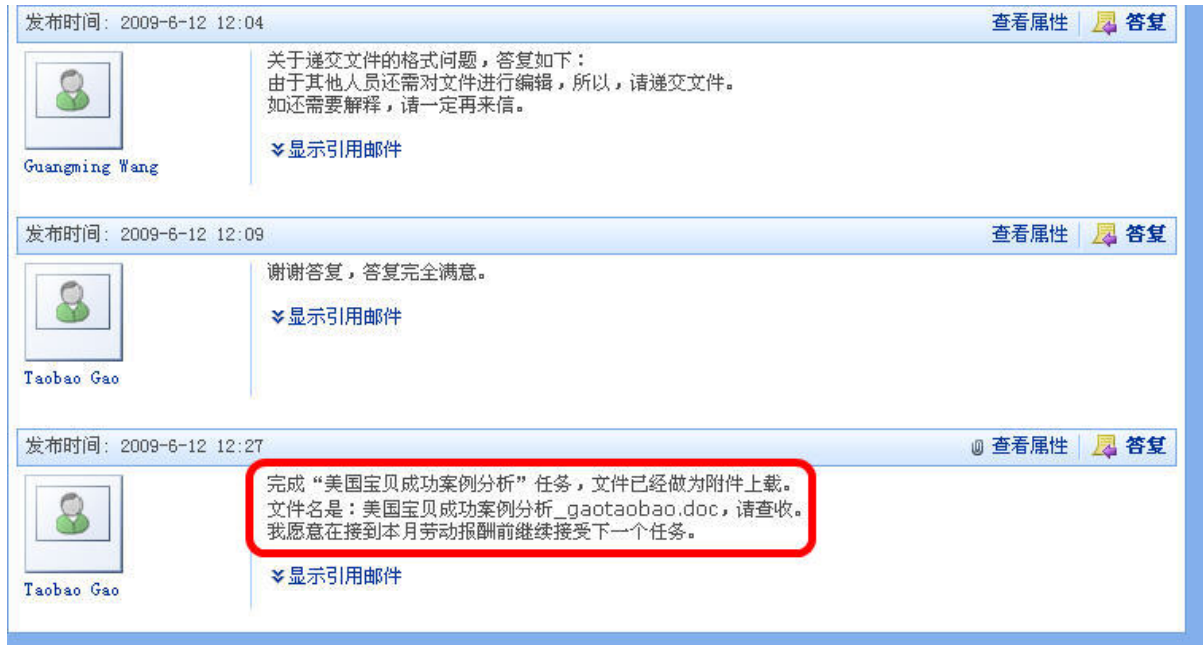 发布时间: 2009-6-12 12:04 查看属性 答复
关于递交文件的格式问题，答复如下：
由于其他人员还需对文件进行编辑，所以，请递交文件。
如还需要解释，请一定再来信。
显示引用邮件
Guangming Wang
发布时间: 2009-6-12 12:09 查看属性 答复
谢谢答复，答复完全满意。
显示引用邮件
Taobao Gao
发布时间: 2009-6-12 12:27 查看属性 答复
完成“美国宝贝成功案例分析”任务，文件已经做为附件上载。
文件名是：美国宝贝成功案例分析_gaotaobao.doc，请查收。
我愿意在接到本月劳动报酬前继续接受下一个任务。
显示引用邮件
Taobao Gao